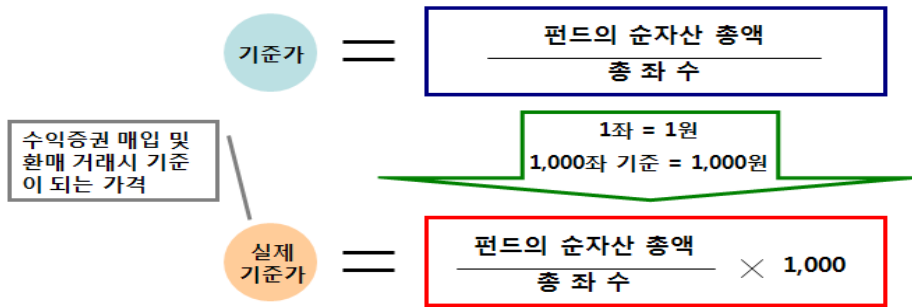 기준가
펀드의 순자산 총액
총 좌 수
수익증권 매입 및
환매 거래시 기준
이 되는 가격
1좌 = 1원
1,000좌 기준 = 1,000원
실제
기준가
펀드의 순자산 총액
총 좌 수
× 1,000